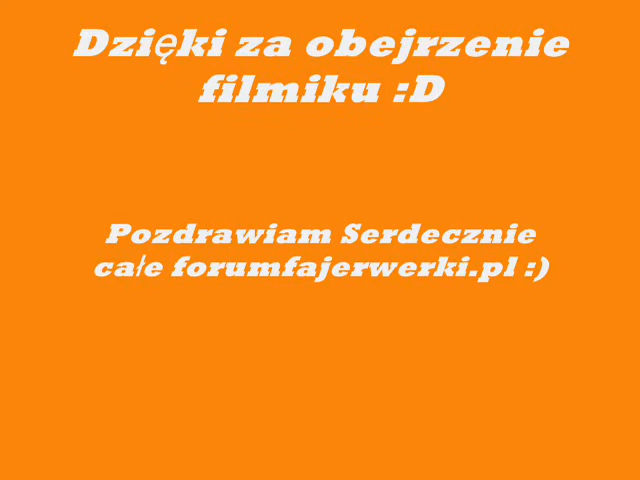 Dzięki za obejrzenie
filmiku :D
Pozdrawiam Serdecznie
całe forumfajerwerki.pl :)